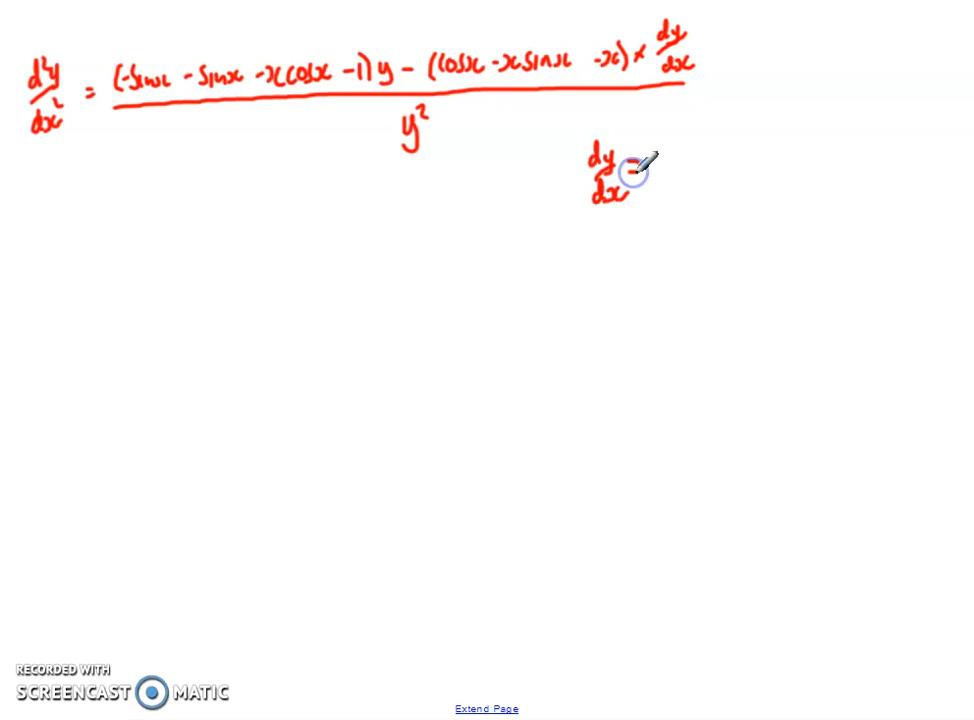 d²y/dx² = ((-sinx - sinx - xcosx - 1)y - (cosx - xsinx - x) × dy/dx) / y²
dy/dx =
RECORDED WITH
SCREENCAST MATIC
Extend Page